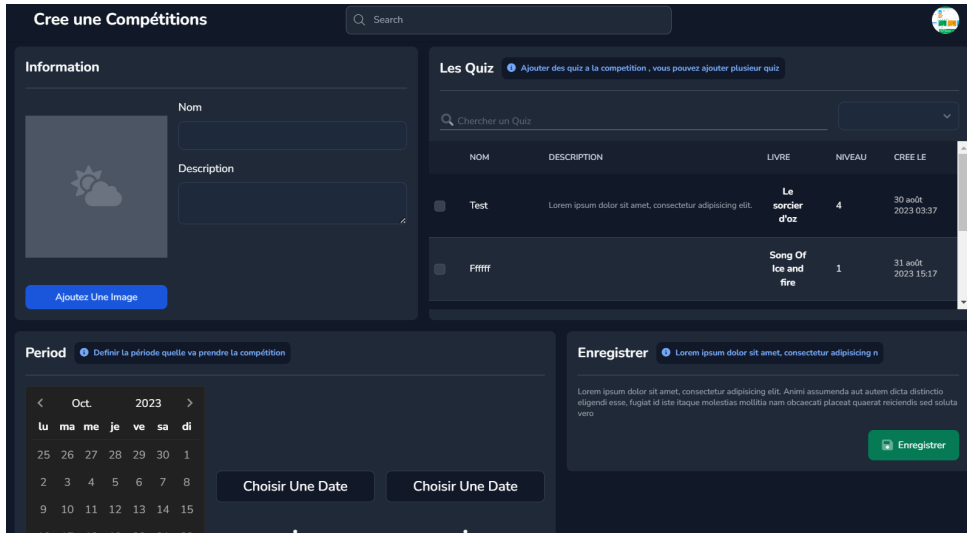 Cree une Compétitions
Search
Information
Nom
Description
Ajoutez Une Image
Les Quiz
Ajouter des quiz a la competition , vous pouvez ajouter plusieur quiz
Chercher un Quiz
NOM DESCRIPTION LIVRE NIVEAU CREE LE
Test Lorem ipsum dolor sit amet, consectetur adipisicing elit. Le sorcier d'oz 4 30 août 2023 03:37
Ffffff Song Of Ice and fire 1 31 août 2023 15:17
Period
Definir la période quelle va prendre la compétition
Oct. 2023
lu ma me je ve sa di
25 26 27 28 29 30 1
2 3 4 5 6 7 8
9 10 11 12 13 14 15
Choisir Une Date
Choisir Une Date
Enregistrer
Lorem ipsum dolor sit amet, consectetur adipisicing n
Lorem ipsum dolor sit amet, consectetur adipisicing elit. Animi assumenda aut autem dicta distinctio
eligendi esse, fugiat id iste itaque molestias mollitia nam obcaecati placeat quaerat reiciendis sed soluta
vero
Enregistrer